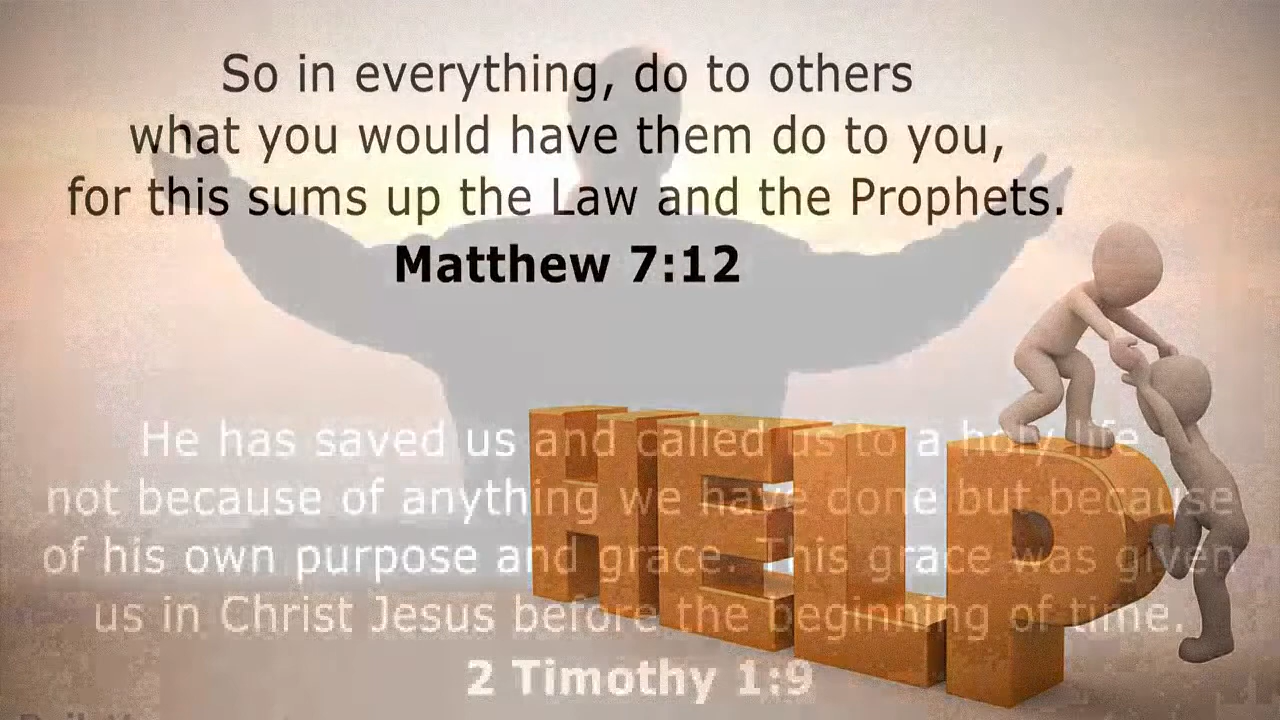 So in everything, do to others
what you would have them do to you,
for this sums up the Law and the Prophets.
Matthew 7:12
He has saved us and called us to a holy life
not because of anything we have done but because
of his own purpose and grace. This grace was given
us in Christ Jesus before the beginning of time.
2 Timothy 1:9
HELP